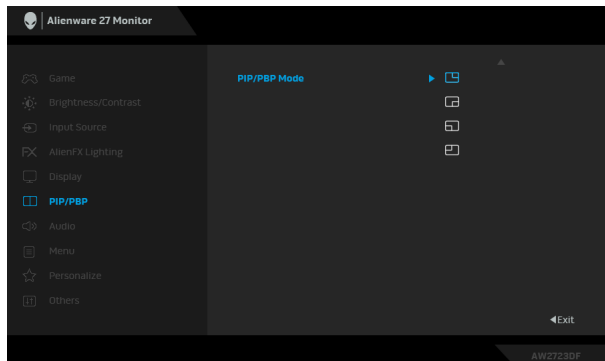 Alienware 27 Monitor
Game
PIP/PBP Mode
Brightness/Contrast
Input Source
AlienFX Lighting
Display
PIP/PBP
Audio
Menu
Personalize
Others
Exit
AW2723DF